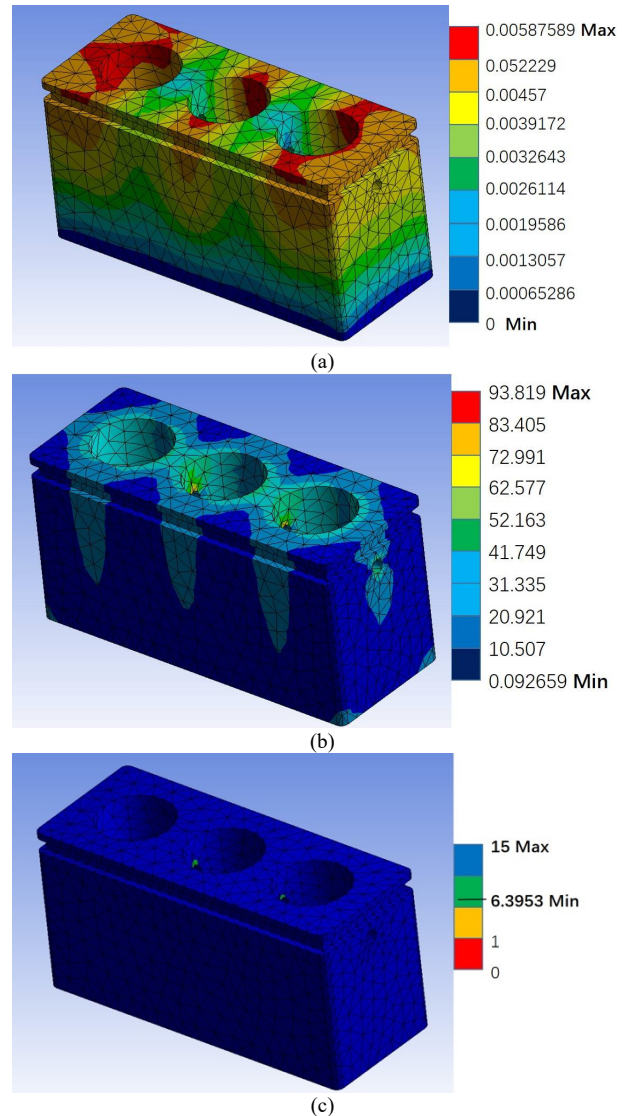 0.00587589 Max
0.052229
0.00457
0.0039172
0.0032643
0.0026114
0.0019586
0.0013057
0.00065286
0 Min
(a)
93.819 Max
83.405
72.991
62.577
52.163
41.749
31.335
20.921
10.507
0.092659 Min
(b)
15 Max
6.3953 Min
1
0
(c)